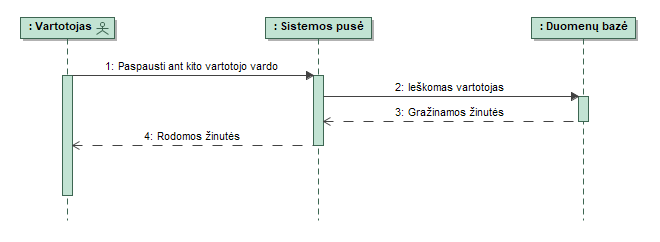 : Vartotojas
: Sistemos pusė
: Duomenų bazė
1: Paspausti ant kito vartotojo vardo
2: Ieškomas vartotojas
3: Gražinamos žinutės
4: Rodomos žinutės